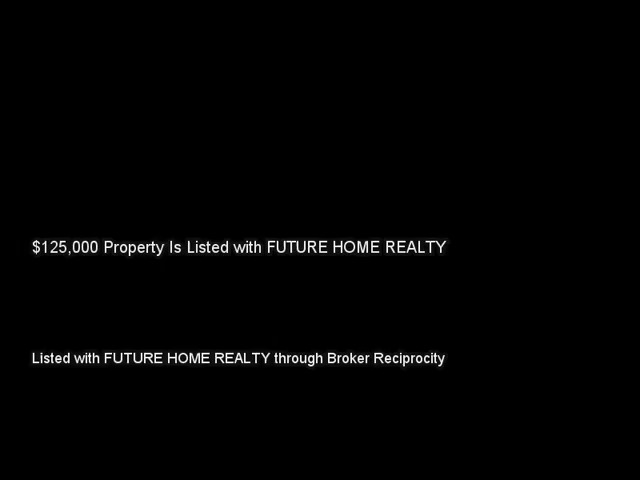 $125,000 Property Is Listed with FUTURE HOME REALTY
Listed with FUTURE HOME REALTY through Broker Reciprocity